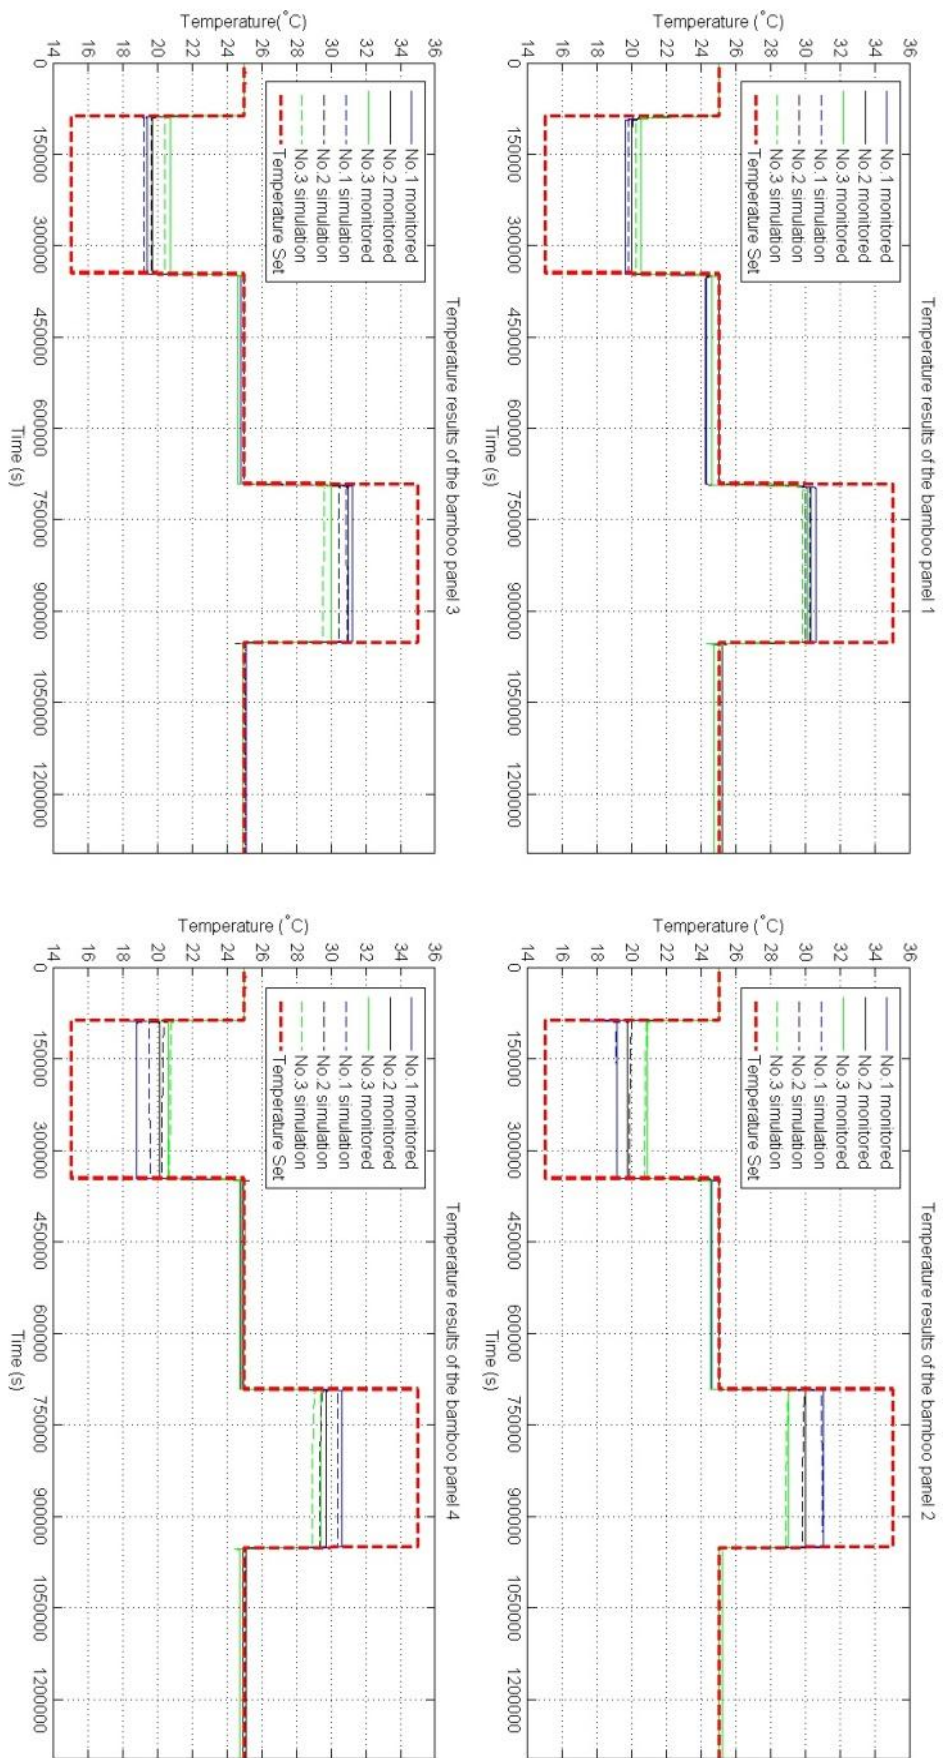 Temperature results of the bamboo panel 1
Temperature(°C)
36
34
32
30
28
26
24
22
20
18
16
14
No.1 monitored
No.2 monitored
No.3 monitored
No.1 simulation
No.2 simulation
No.3 simulation
Temperature Set
0 150000 300000 450000 600000 750000 900000 1050000 1200000
Time (s)
Temperature results of the bamboo panel 2
Temperature (°C)
36
34
32
30
28
26
24
22
20
18
16
14
No.1 monitored
No.2 monitored
No.3 monitored
No.1 simulation
No.2 simulation
No.3 simulation
Temperature Set
0 150000 300000 450000 600000 750000 900000 1050000 1200000
Time (s)
Temperature results of the bamboo panel 3
Temperature(°C)
36
34
32
30
28
26
24
22
20
18
16
14
No.1 monitored
No.2 monitored
No.3 monitored
No.1 simulation
No.2 simulation
No.3 simulation
Temperature Set
0 150000 300000 450000 600000 750000 900000 1050000 1200000
Time (s)
Temperature results of the bamboo panel 4
Temperature (°C)
36
34
32
30
28
26
24
22
20
18
16
14
No.1 monitored
No.2 monitored
No.3 monitored
No.1 simulation
No.2 simulation
No.3 simulation
Temperature Set
0 150000 300000 450000 600000 750000 900000 1050000 1200000
Time (s)